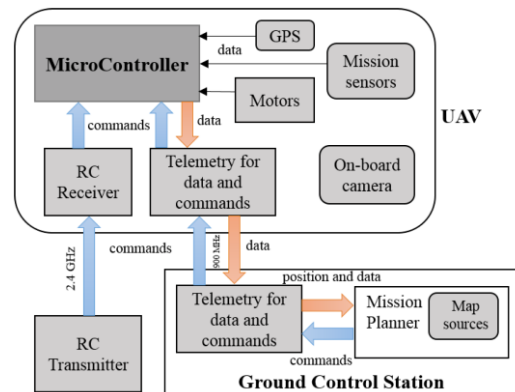 GPS
data
MicroController
Mission
sensors
Motors
UAV
commands
data
RC
Receiver
Telemetry for
data and
commands
On-board
camera
2.4 GHz
commands
900 MHz
data
position and data
Telemetry for
data and
commands
Mission
Planner
Map
sources
commands
RC
Transmitter
Ground Control Station